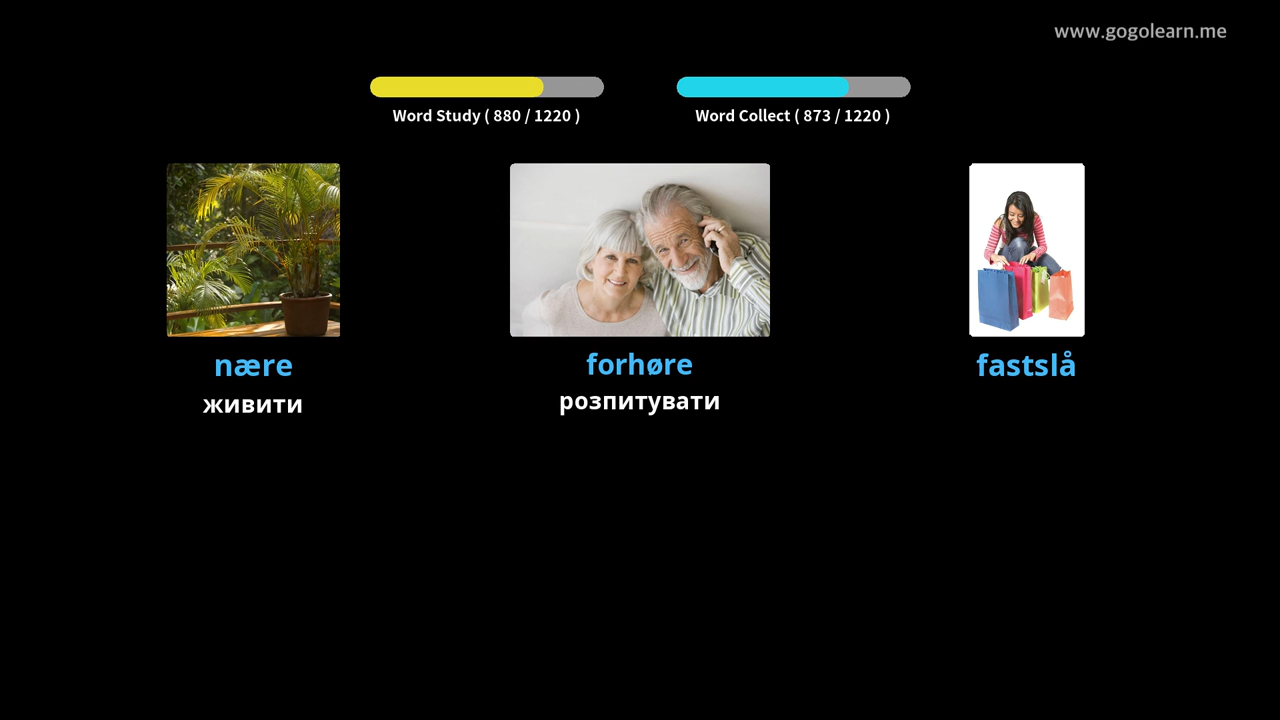 www.gogolearn.me
Word Study ( 880 / 1220 )
Word Collect ( 873 / 1220 )
nære
forhøre
fastslå
живити
розпитувати